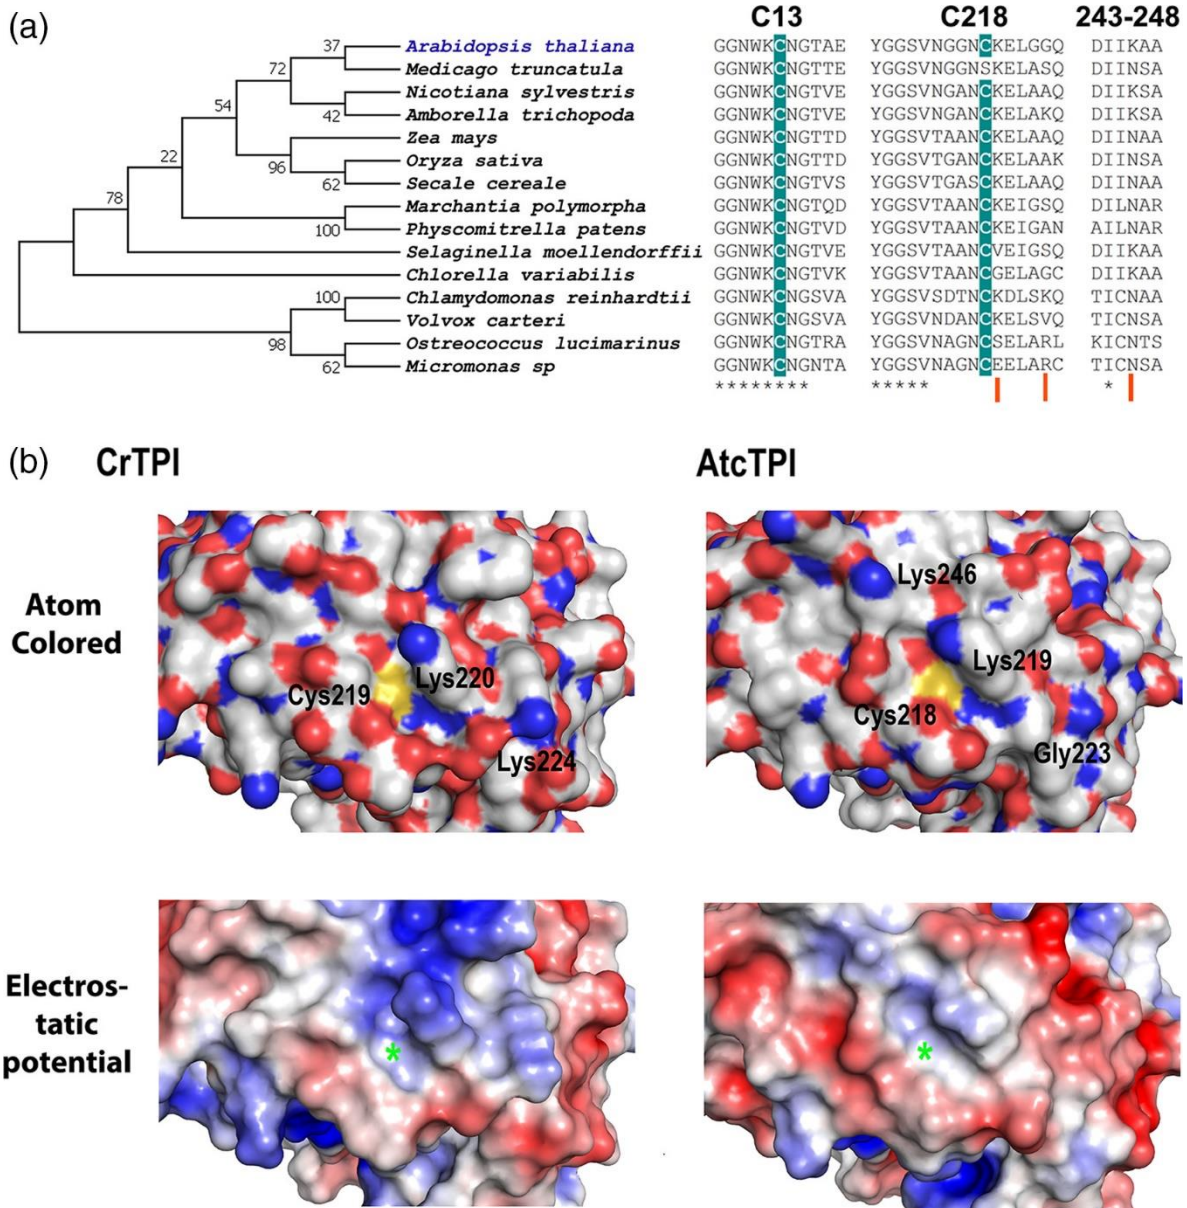 (a)
C13 C218 243-248
37 Arabidopsis thaliana GGNWKCNGTAE YGGSVNGGNCKELGGQ DIIKAA
72 Medicago truncatula GGNWKCNGTTE YGGSVNGGNSKELASQ DIINSA
Nicotiana sylvestris GGNWKCNGTVE YGGSVNGANCKELAAQ DIIKSA
54 42 Amborella trichopoda GGNWKCNGTVE YGGSVNGANCKELAKQ DIIKSA
Zea mays GGNWKCNGTTD YGGSVTAANCKELAAQ DIINAA
22 96 Oryza sativa GGNWKCNGTTD YGGSVTGANCKELAAK DIINSA
62 Secale cereale GGNWKCNGTVS YGGSVTGASCKELAAQ DIINAA
78 Marchantia polymorpha GGNWKCNGTQD YGGSVTAANCKEIGSQ DILNAR
100 Physcomitrella patens GGNWKCNGTVD YGGSVTAANCKEIGAN AILNAR
Selaginella moellendorffii GGNWKCNGTVE YGGSVTAANCVEIGSQ DIIKAA
Chlorella variabilis GGNWKCNGTVK YGGSVTAANCGELAGC DIIKAA
100 Chlamydomonas reinhardtii GGNWKCNGSVA YGGSVSDTNCKDLSKQ TICNAA
Volvox carteri GGNWKCNGSVA YGGSVNDANCKELSVQ TICNSA
98 Ostreococcus lucimarinus GGNWKCNGTRA YGGSVNAGNCSELARL KICNTS
62 Micromonas sp GGNWKCNGNTA YGGSVNAGNCEELARC TICNSA
******** ***** *
(b) CrTPI AtcTPI
Atom
Colored
Cys219 Lys220
Lys224
Lys246
Lys219
Cys218
Gly223
Electros-
tatic
potential
* *